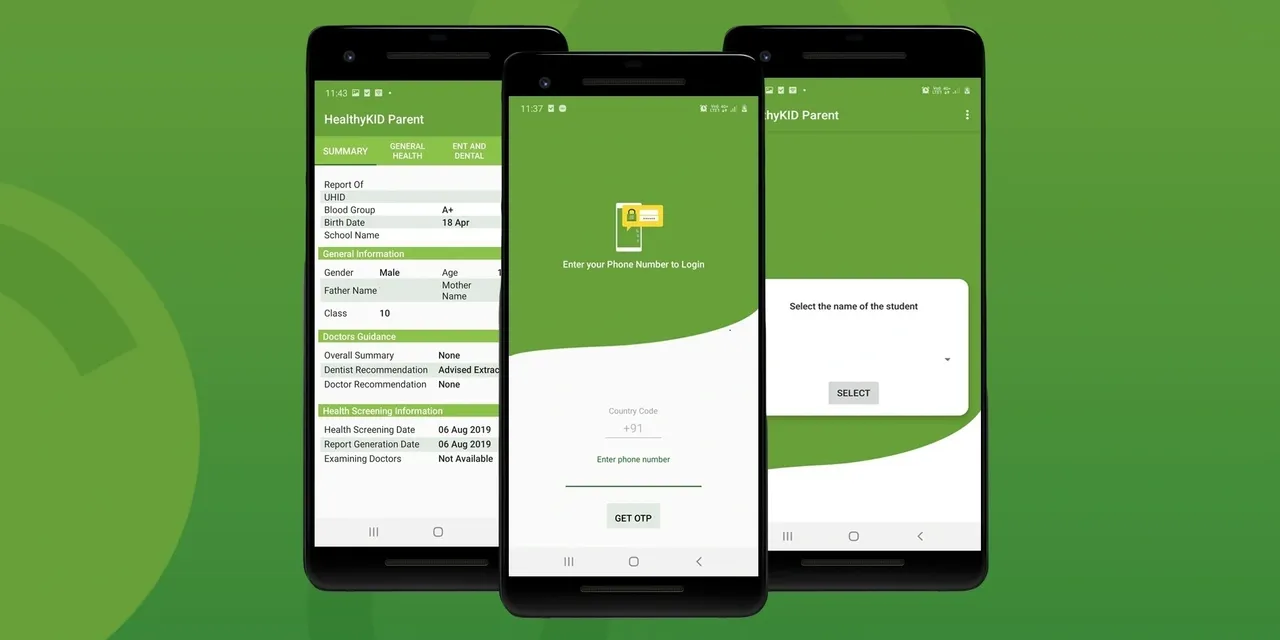 11:43
HealthyKID Parent
SUMMARY
GENERAL
HEALTH
ENT AND
DENTAL
Report Of
UHID
Blood Group A+
Birth Date 18 Apr
School Name
General Information
Gender Male Age 1
Father Name Mother
Name
Class 10
Doctors Guidance
Overall Summary None
Dentist Recommendation Advised Extrac
Doctor Recommendation None
Health Screening Information
Health Screening Date 06 Aug 2019
Report Generation Date 06 Aug 2019
Examining Doctors Not Available
11:37
Enter your Phone Number to Login
Country Code
+91
Enter phone number
GET OTP
hyKID Parent
Select the name of the student
SELECT